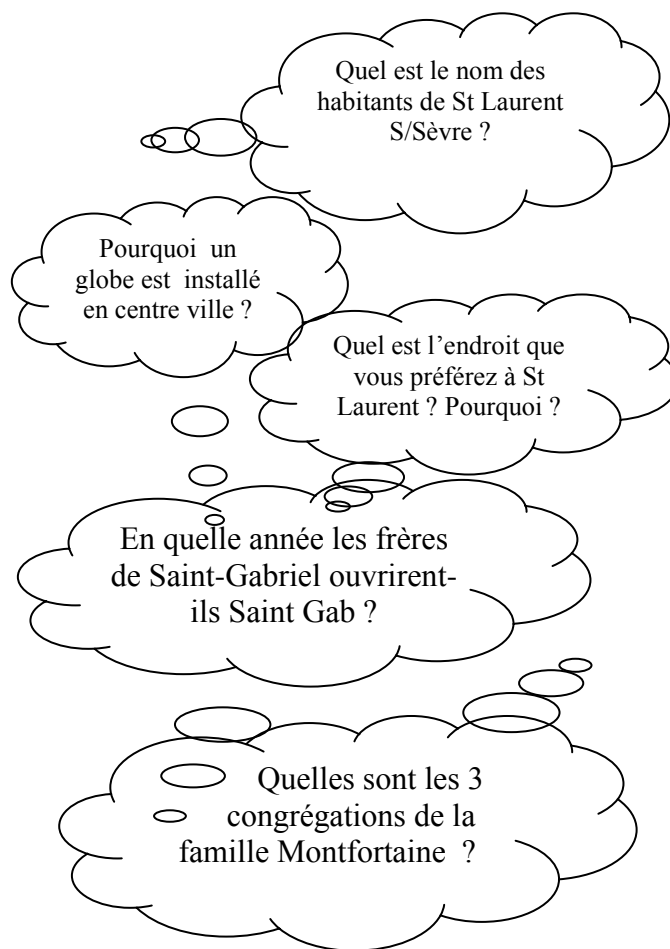 Quel est le nom des
habitants de St Laurent
S/Sèvre ?
Pourquoi un
globe est installé
en centre ville ?
Quel est l’endroit que
vous préférez à St
Laurent ? Pourquoi ?
En quelle année les frères
de Saint-Gabriel ouvrirent-
ils Saint Gab ?
Quelles sont les 3
congrégations de la
famille Montfortaine ?